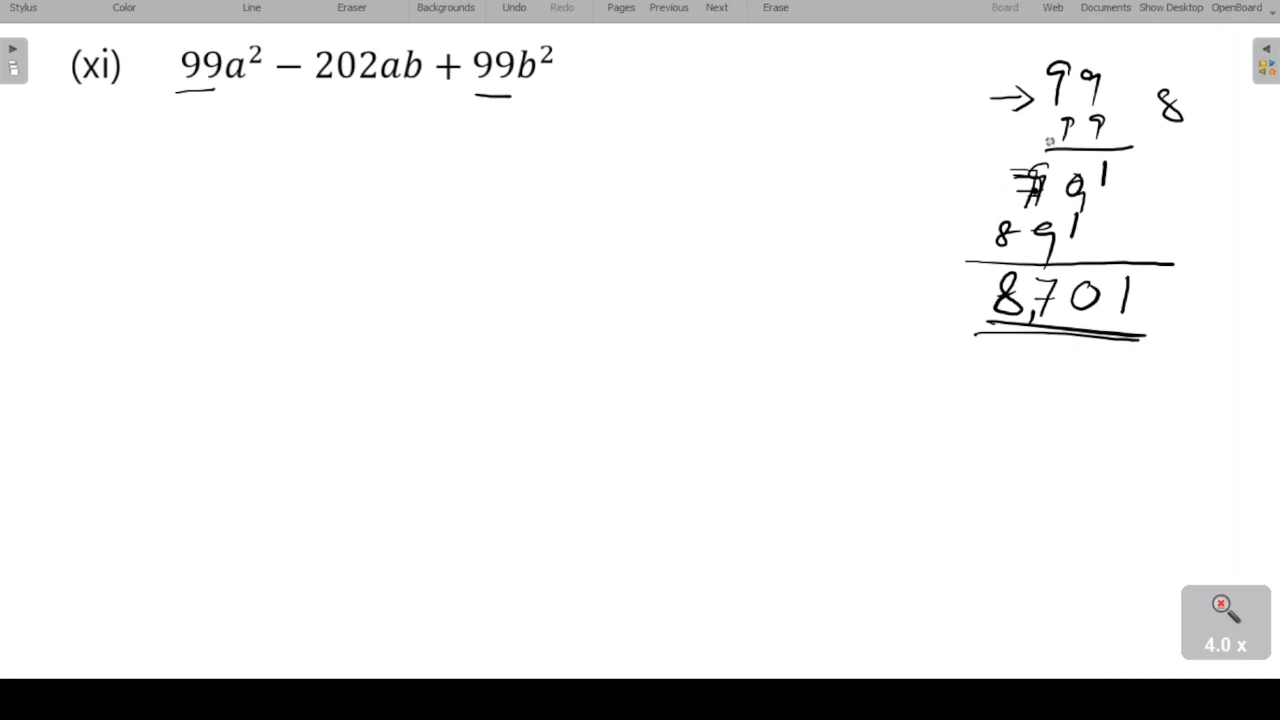 Stylus Color Line Eraser Backgrounds Undo Redo Pages Previous Next Erase Board Web Documents Show Desktop OpenBoard
(xi) 99a² − 202ab + 99b²
→ 99 8
99
91
891
8,701
4.0 x